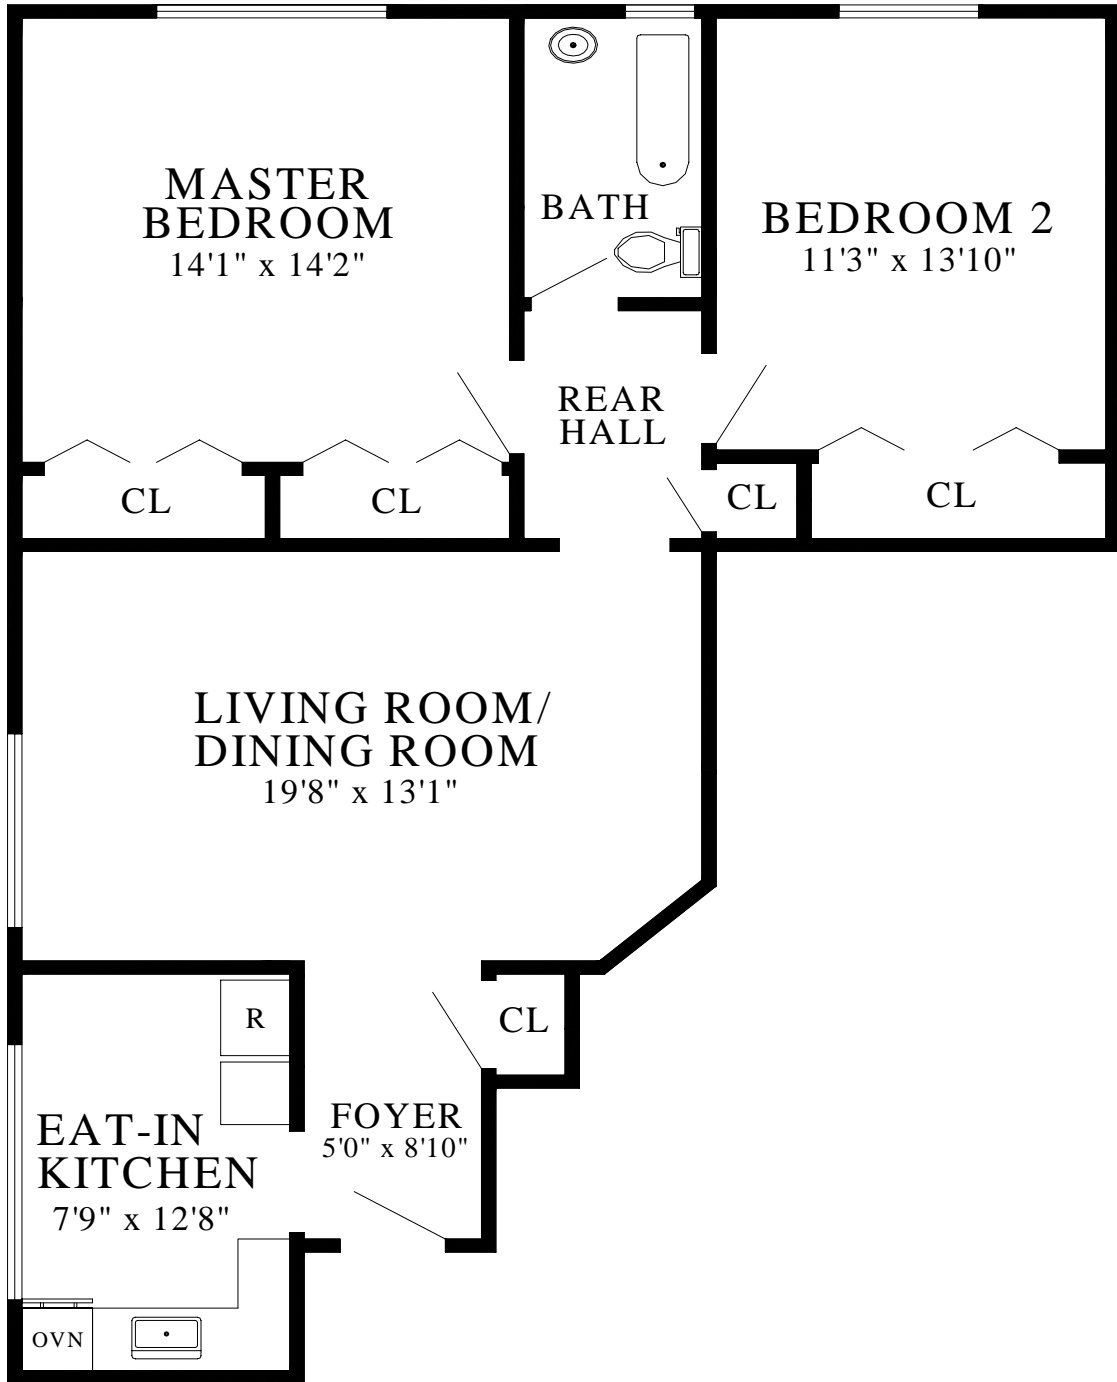 MASTER
BEDROOM
14'1" x 14'2"
BATH
BEDROOM 2
11'3" x 13'10"
REAR
HALL
CL
CL
CL
CL
LIVING ROOM/
DINING ROOM
19'8" x 13'1"
R
CL
EAT-IN
KITCHEN
7'9" x 12'8"
FOYER
5'0" x 8'10"
OVN